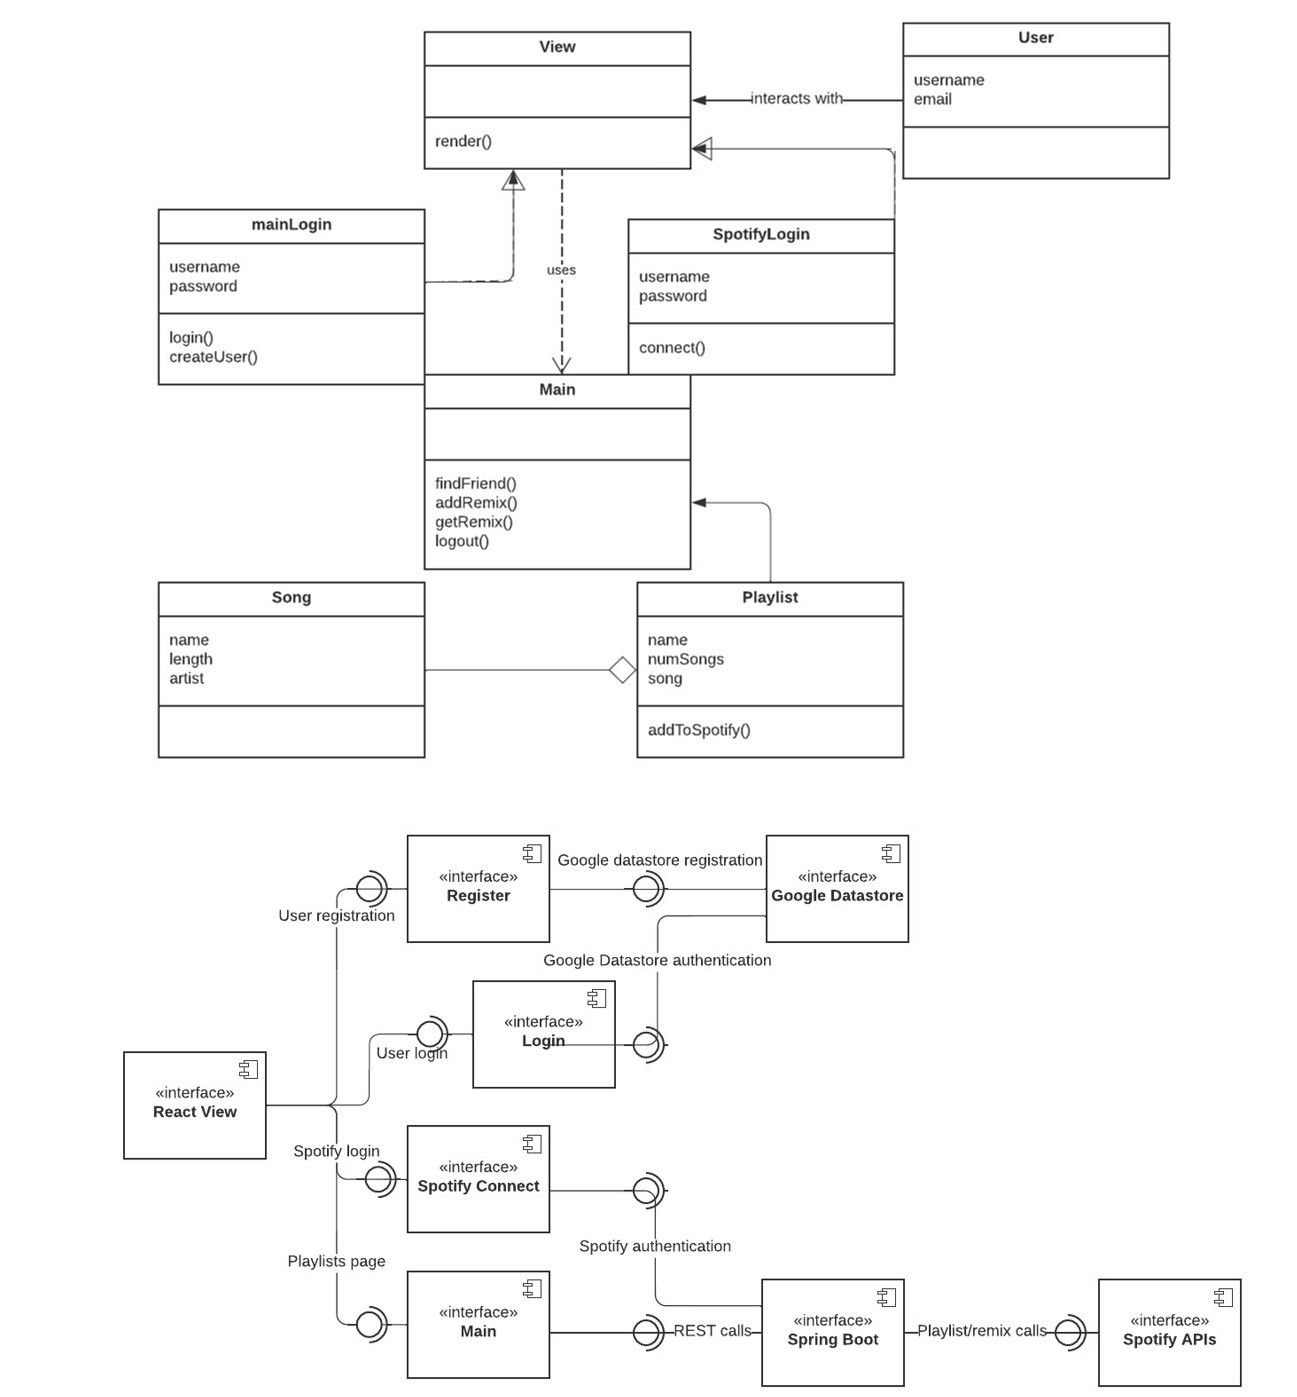 View
render()
interacts with
User
username
email
mainLogin
username
password
login()
createUser()
uses
SpotifyLogin
username
password
connect()
Main
findFriend()
addRemix()
getRemix()
logout()
Song
name
length
artist
Playlist
name
numSongs
song
addToSpotify()
«interface»
Register
Google datastore registration
«interface»
Google Datastore
User registration
Google Datastore authentication
«interface»
Login
User login
«interface»
React View
Spotify login
«interface»
Spotify Connect
Spotify authentication
Playlists page
«interface»
Main
REST calls
«interface»
Spring Boot
Playlist/remix calls
«interface»
Spotify APIs